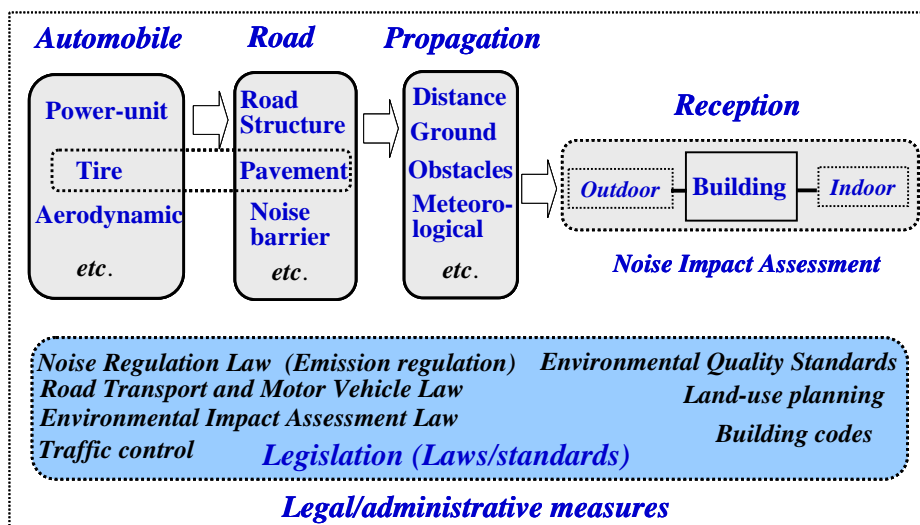 Automobile
Road
Propagation
Reception
Power-unit
Tire
Aerodynamic
etc.
Road
Structure
Pavement
Noise
barrier
etc.
Distance
Ground
Obstacles
Meteoro-
logical
etc.
Outdoor
Building
Indoor
Noise Impact Assessment
Noise Regulation Law (Emission regulation)
Road Transport and Motor Vehicle Law
Environmental Impact Assessment Law
Traffic control
Environmental Quality Standards
Land-use planning
Building codes
Legislation (Laws/standards)
Legal/administrative measures